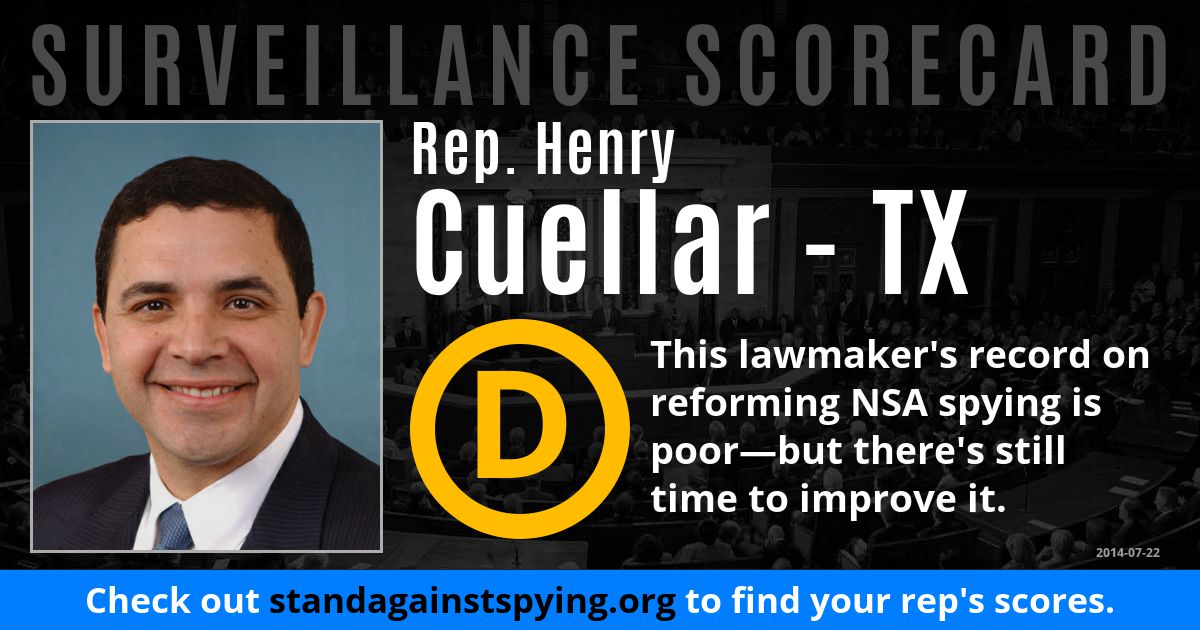 SURVEILLANCE SCORECARD
Rep. Henry
Cuellar - TX
D
This lawmaker's record on
reforming NSA spying is
poor—but there's still
time to improve it.
2014-07-22
Check out standagainstspying.org to find your rep's scores.